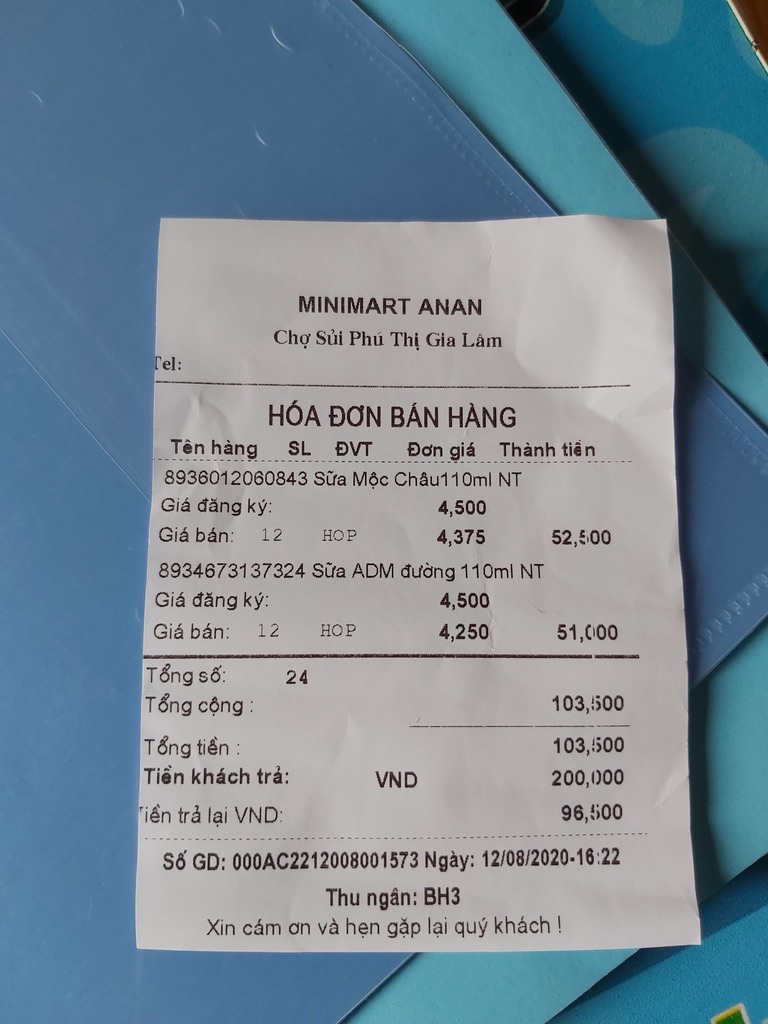 MINIMART ANAN
Chợ Sủi Phú Thị Gia Lâm
Tel:
HÓA ĐƠN BÁN HÀNG
Tên hàng SL ĐVT Đơn giá Thành tiền
8936012060843 Sữa Mộc Châu110ml NT
Giá đăng ký: 4,500
Giá bán: 12 HOP 4,375 52,500
8934673137324 Sữa ADM đường 110ml NT
Giá đăng ký: 4,500
Giá bán: 12 HOP 4,250 51,000
Tổng số: 24
Tổng cộng : 103,500
Tổng tiền : 103,500
Tiền khách trả: VND 200,000
Tiền trả lại VND: 96,500
Số GD: 000AC2212008001573 Ngày: 12/08/2020-16:22
Thu ngân: BH3
Xin cám ơn và hẹn gặp lại quý khách !